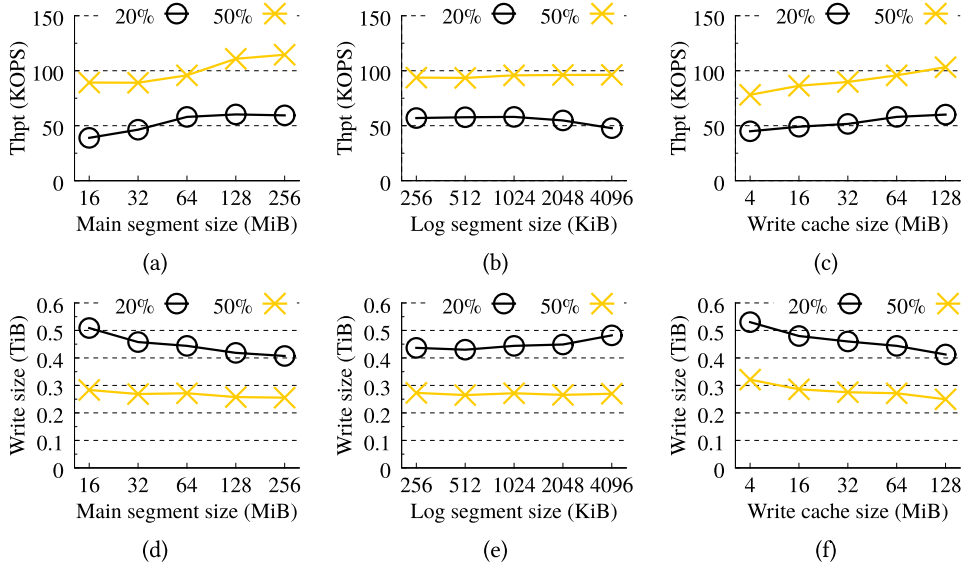 150
100
50
0
Thpt (KOPS)
20% 50%
16 32 64 128 256
Main segment size (MiB)
(a)
150
100
50
0
Thpt (KOPS)
20% 50%
256 512 1024 2048 4096
Log segment size (KiB)
(b)
150
100
50
0
Thpt (KOPS)
20% 50%
4 16 32 64 128
Write cache size (MiB)
(c)
0.6
0.5
0.4
0.3
0.2
0.1
0
Write size (TiB)
20% 50%
16 32 64 128 256
Main segment size (MiB)
(d)
0.6
0.5
0.4
0.3
0.2
0.1
0
Write size (TiB)
20% 50%
256 512 1024 2048 4096
Log segment size (KiB)
(e)
0.6
0.5
0.4
0.3
0.2
0.1
0
Write size (TiB)
20% 50%
4 16 32 64 128
Write cache size (MiB)
(f)